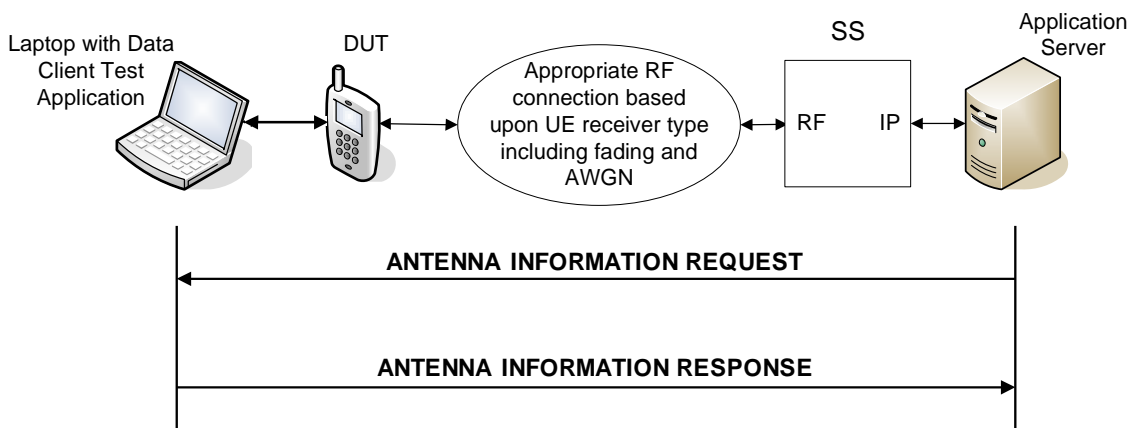 Laptop with Data
Client Test
Application
DUT
Appropriate RF
connection based
upon UE receiver type
including fading and
AWGN
SS
RF
IP
Application
Server
ANTENNA INFORMATION REQUEST
ANTENNA INFORMATION RESPONSE